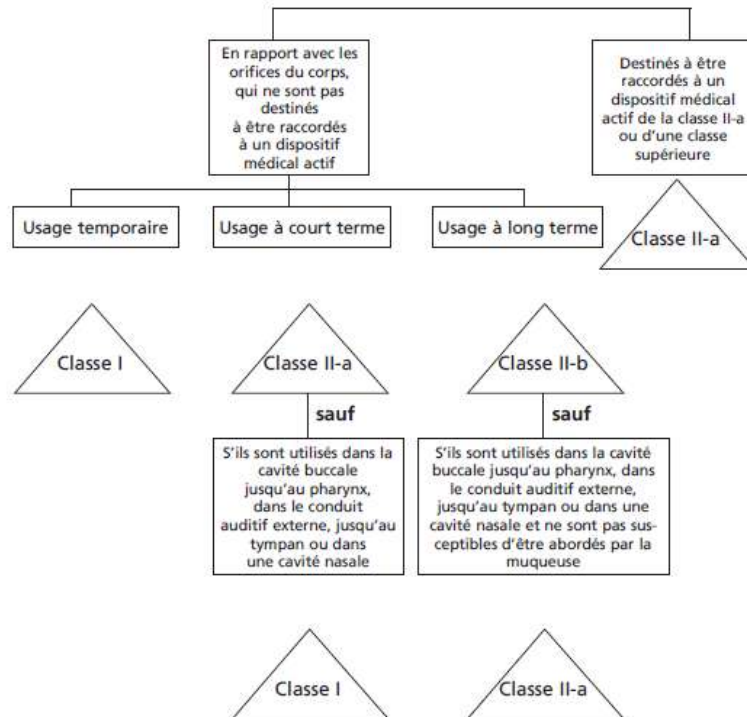 En rapport avec les
orifices du corps,
qui ne sont pas
destinés
à être raccordés
à un dispositif
médical actif
Destinés à être
raccordés à un
dispositif médical
actif de la classe II-a
ou d'une classe
supérieure
Usage temporaire
Usage à court terme
Usage à long terme
Classe II-a
Classe I
Classe II-a
Classe II-b
sauf
sauf
S'ils sont utilisés dans la
cavité buccale
jusqu'au pharynx,
dans le conduit
auditif externe, jusqu'au
tympan ou dans
une cavité nasale
S'ils sont utilisés dans la cavité
buccale jusqu'au pharynx, dans
le conduit auditif externe,
jusqu'au tympan ou dans une
cavité nasale et ne sont pas sus-
ceptibles d'être abordés par la
muqueuse
Classe I
Classe II-a